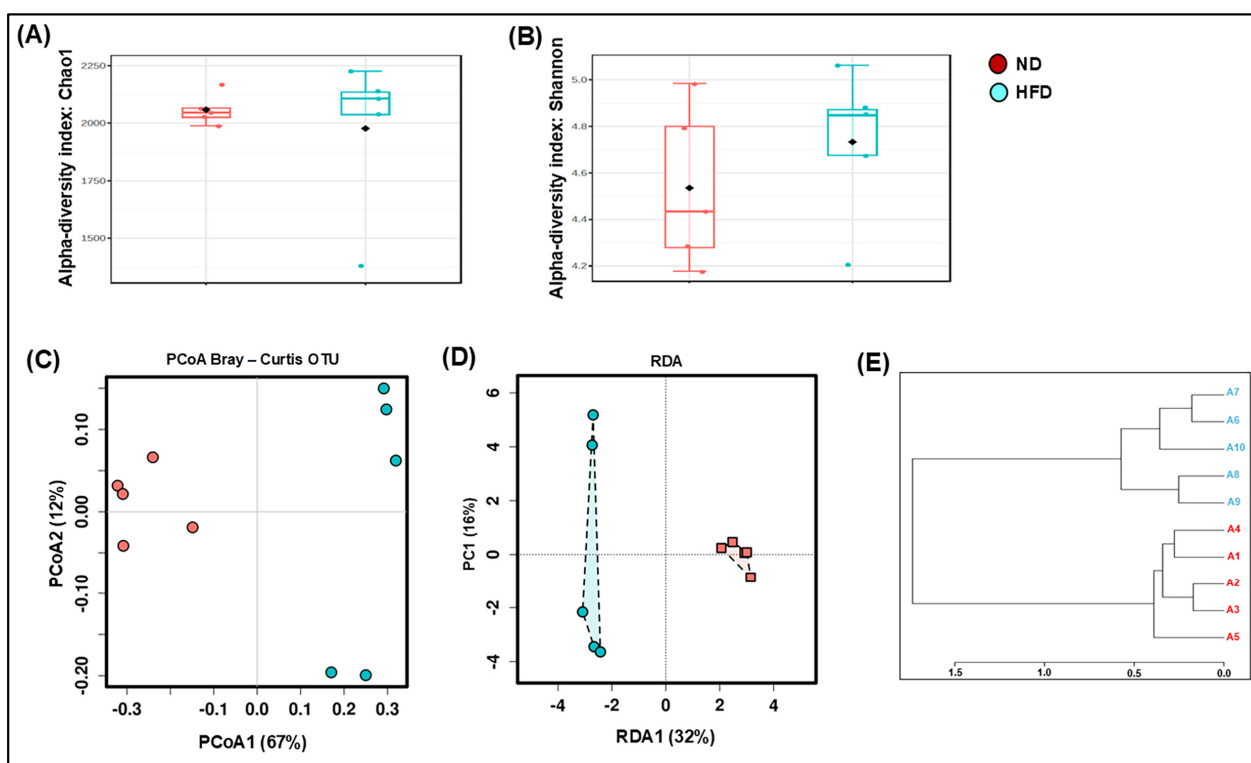 (A)
Alpha-diversity index: Chao1
2250
2000
1750
1500
(B)
Alpha-diversity index: Shannon
5.0
4.8
4.6
4.4
4.2
ND
HFD
(C)
PCoA Bray – Curtis OTU
PCoA2 (12%)
0.10
0.00
-0.10
-0.20
-0.3
-0.1
0.0
0.1
0.2
0.3
PCoA1 (67%)
(D)
RDA
PC1 (16%)
6
4
2
0
-2
-4
-4
-2
0
2
4
RDA1 (32%)
(E)
A7
A6
A10
A8
A9
A4
A1
A2
A3
A5
1.5
1.0
0.5
0.0